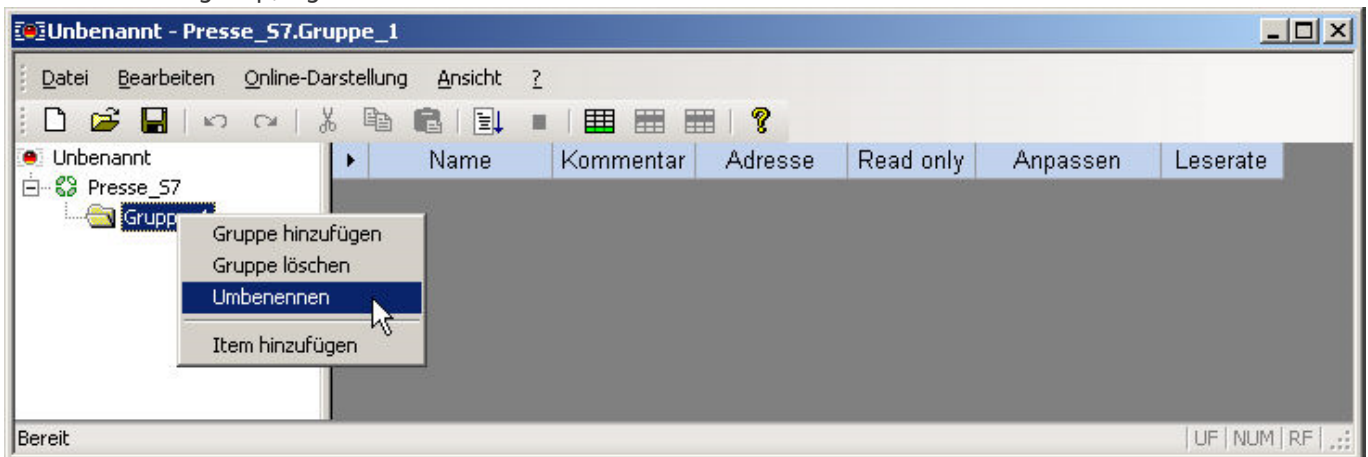 Unbenannt - Presse_S7.Gruppe_1
Datei Bearbeiten Online-Darstellung Ansicht ?
Unbenannt
Name Kommentar Adresse Read only Anpassen Leserate
Presse_S7
Gruppe hinzufügen
Gruppe löschen
Umbenennen
Item hinzufügen
Bereit UF NUM RF